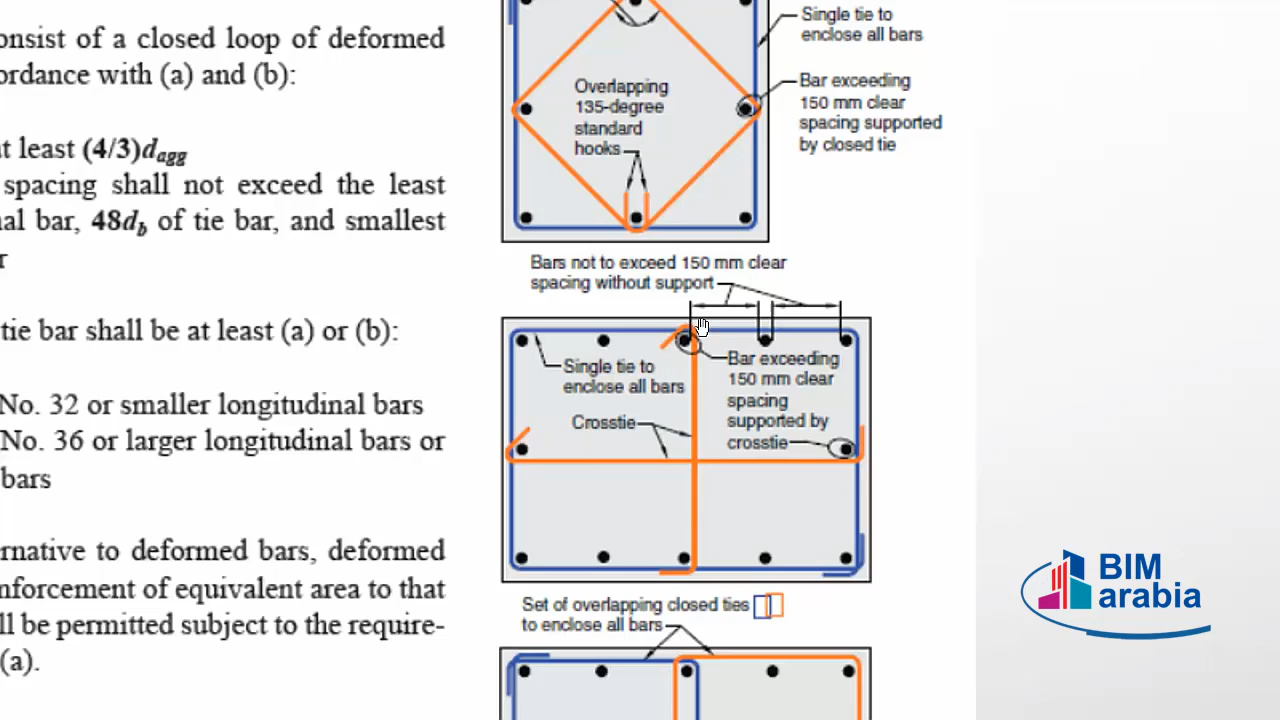 onsist of a closed loop of deformed
ordance with (a) and (b):
at least (4/3)dagg
spacing shall not exceed the least
nal bar, 48db of tie bar, and smallest
r
tie bar shall be at least (a) or (b):
No. 32 or smaller longitudinal bars
No. 36 or larger longitudinal bars or
bars
ernative to deformed bars, deformed
nforcement of equivalent area to that
ll be permitted subject to the require-
(a).
Single tie to
enclose all bars
Overlapping
135-degree
standard
hooks
Bar exceeding
150 mm clear
spacing supported
by closed tie
Bars not to exceed 150 mm clear
spacing without support
Single tie to
enclose all bars
Crosstie
Bar exceeding
150 mm clear
spacing
supported by
crosstie
Set of overlapping closed ties
to enclose all bars
BIM
arabia